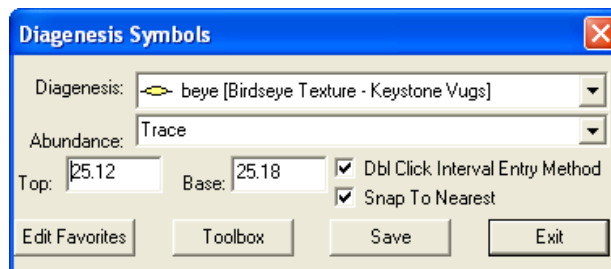 Diagenesis Symbols
Diagenesis: beye [Birdseye Texture - Keystone Vugs]
Abundance: Trace
Top: 25.12 Base: 25.18 Dbl Click Interval Entry Method
Snap To Nearest
Edit Favorites Toolbox Save Exit